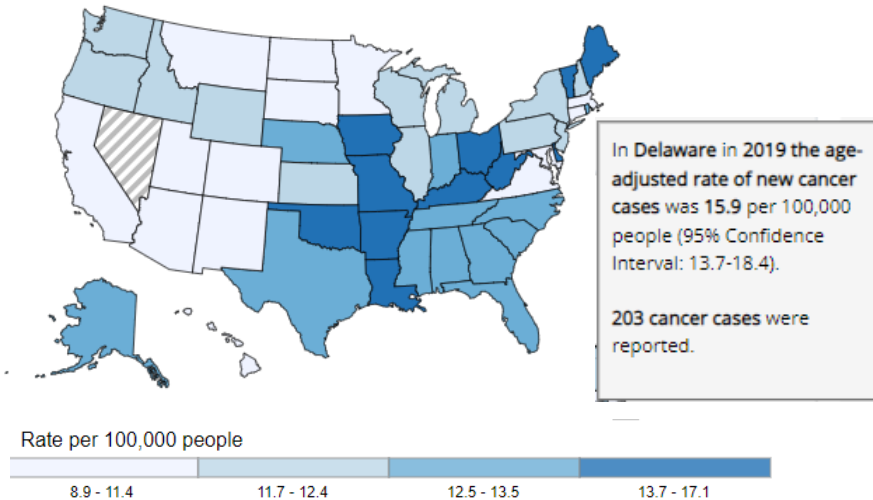 In Delaware in 2019 the age-
adjusted rate of new cancer
cases was 15.9 per 100,000
people (95% Confidence
Interval: 13.7-18.4).
203 cancer cases were
reported.
Rate per 100,000 people
8.9 - 11.4
11.7 - 12.4
12.5 - 13.5
13.7 - 17.1